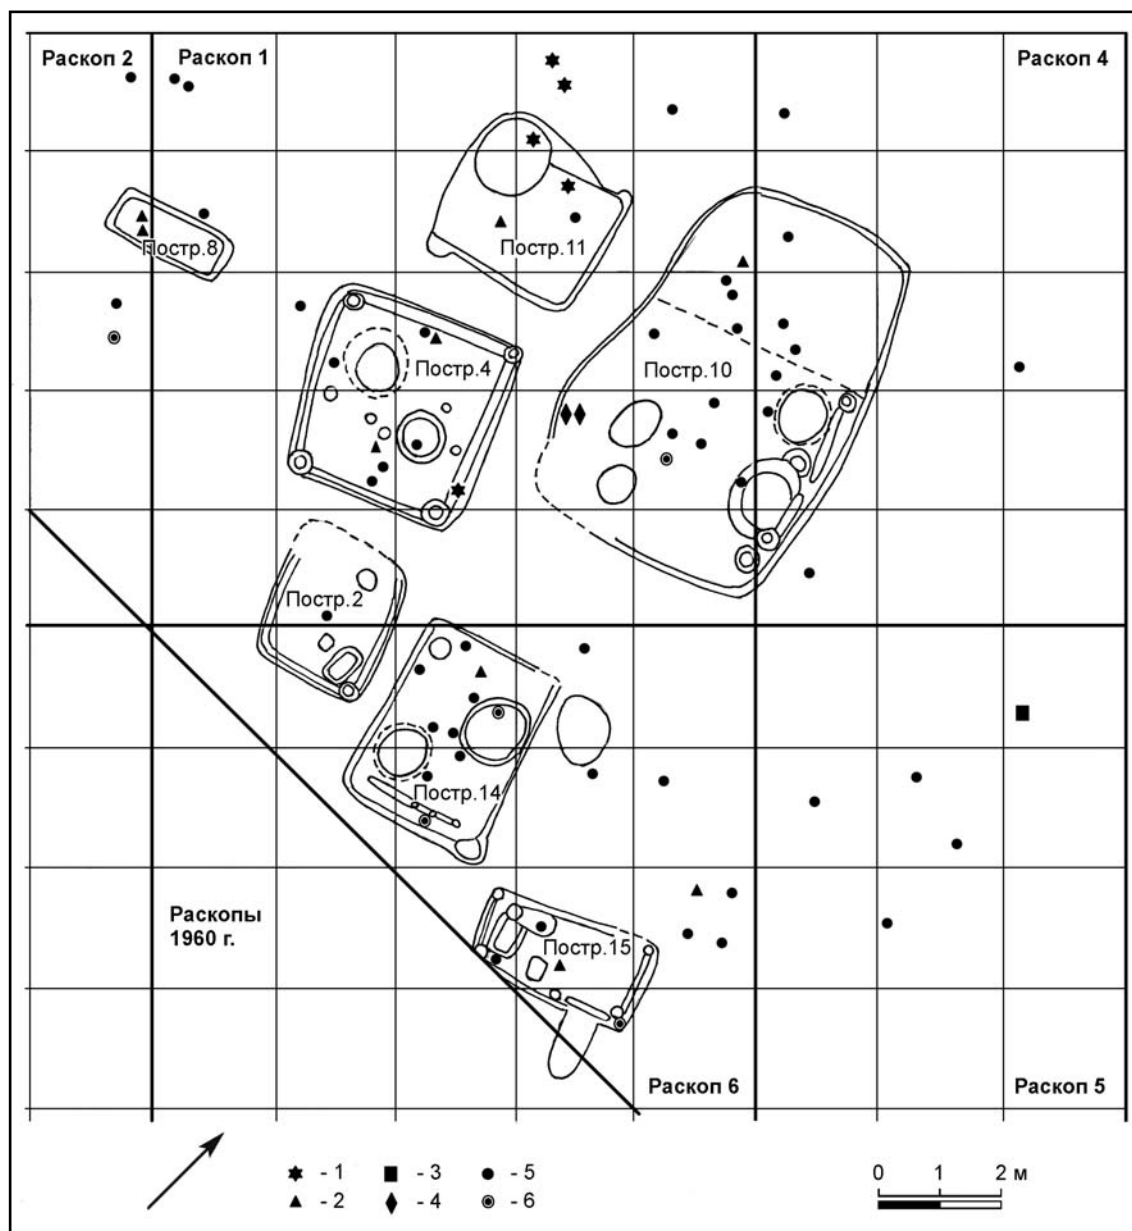 Раскоп 2
Раскоп 1
Раскоп 4
Постр.8
Постр.11
Постр.4
Постр.10
Постр.2
Постр.14
Раскопы
1960 г.
Постр.15
Раскоп 6
Раскоп 5
- 1
- 3
- 5
- 2
- 4
- 6
0 1 2 м